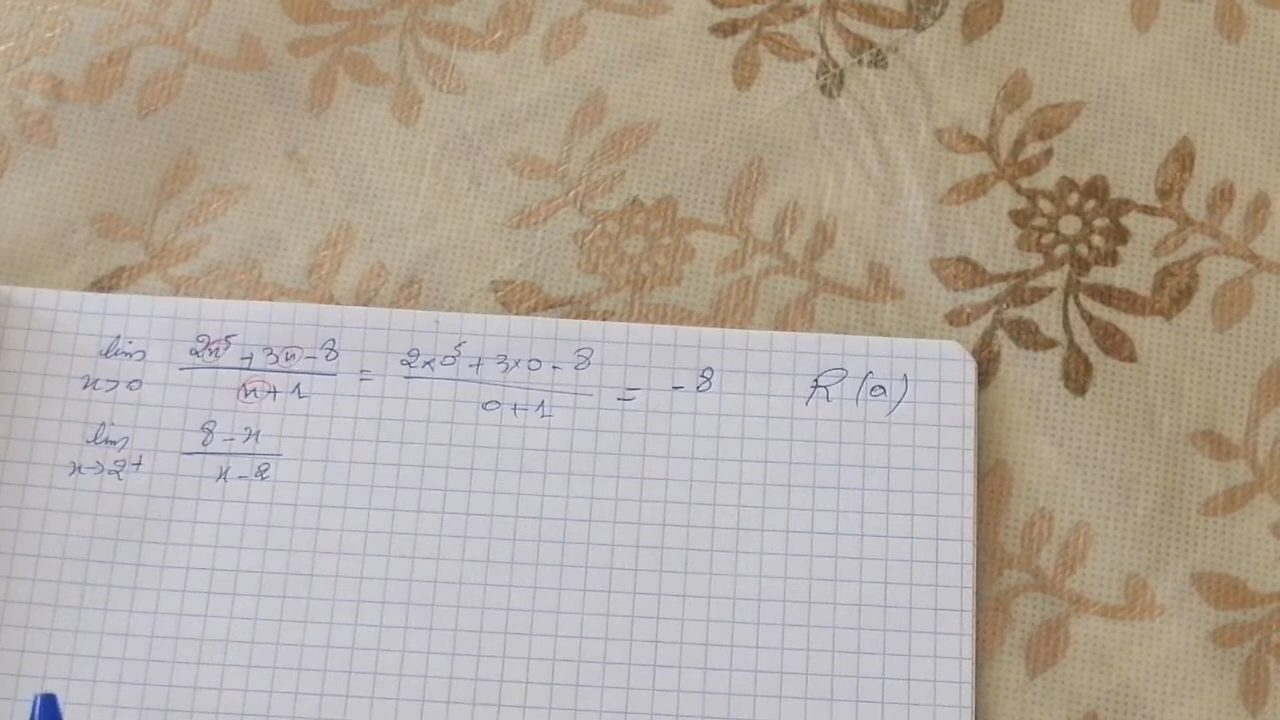 lim x→0 (2x⁵ + 3x - 8)/(x + 1) = (2×0⁵ + 3×0 - 8)/(0 + 1) = -8 R(a)
lim x→2⁺ (8 - x)/(x - 2)